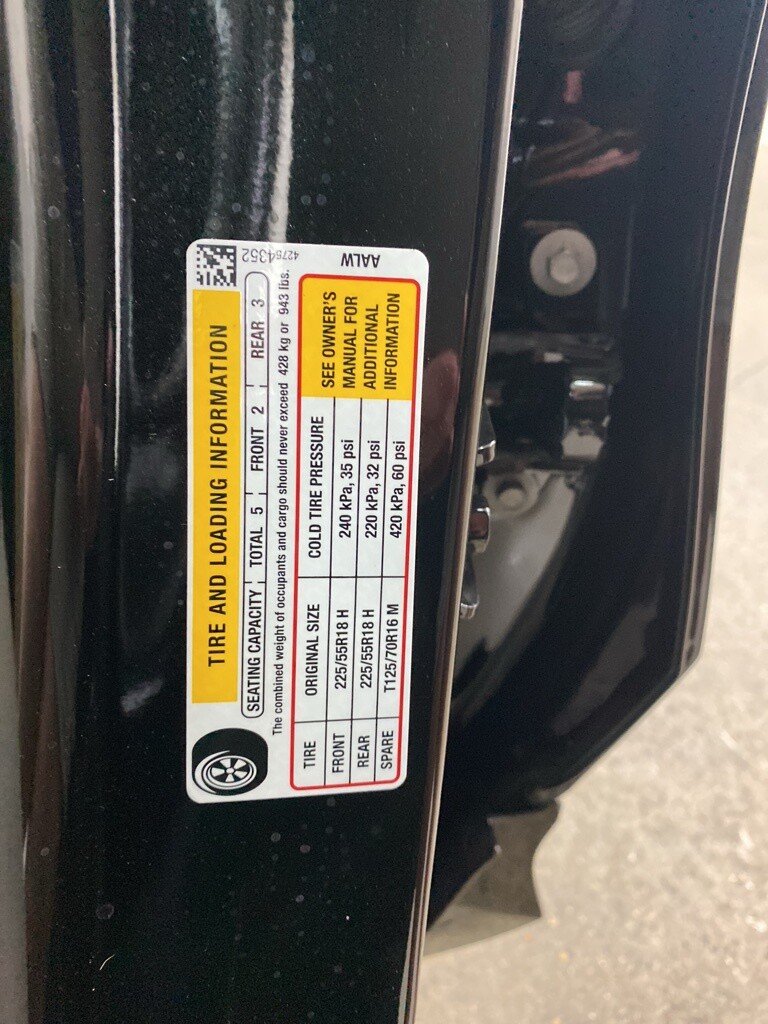 TIRE AND LOADING INFORMATION
SEATING CAPACITY TOTAL 5 FRONT 2 REAR 3
The combined weight of occupants and cargo should never exceed 428 kg or 943 lbs.
TIRE ORIGINAL SIZE COLD TIRE PRESSURE
FRONT 225/55R18 H 240 kPa, 35 psi
REAR 225/55R18 H 220 kPa, 32 psi
SPARE T125/70R16 M 420 kPa, 60 psi
SEE OWNER'S
MANUAL FOR
ADDITIONAL
INFORMATION
42754352
AALW